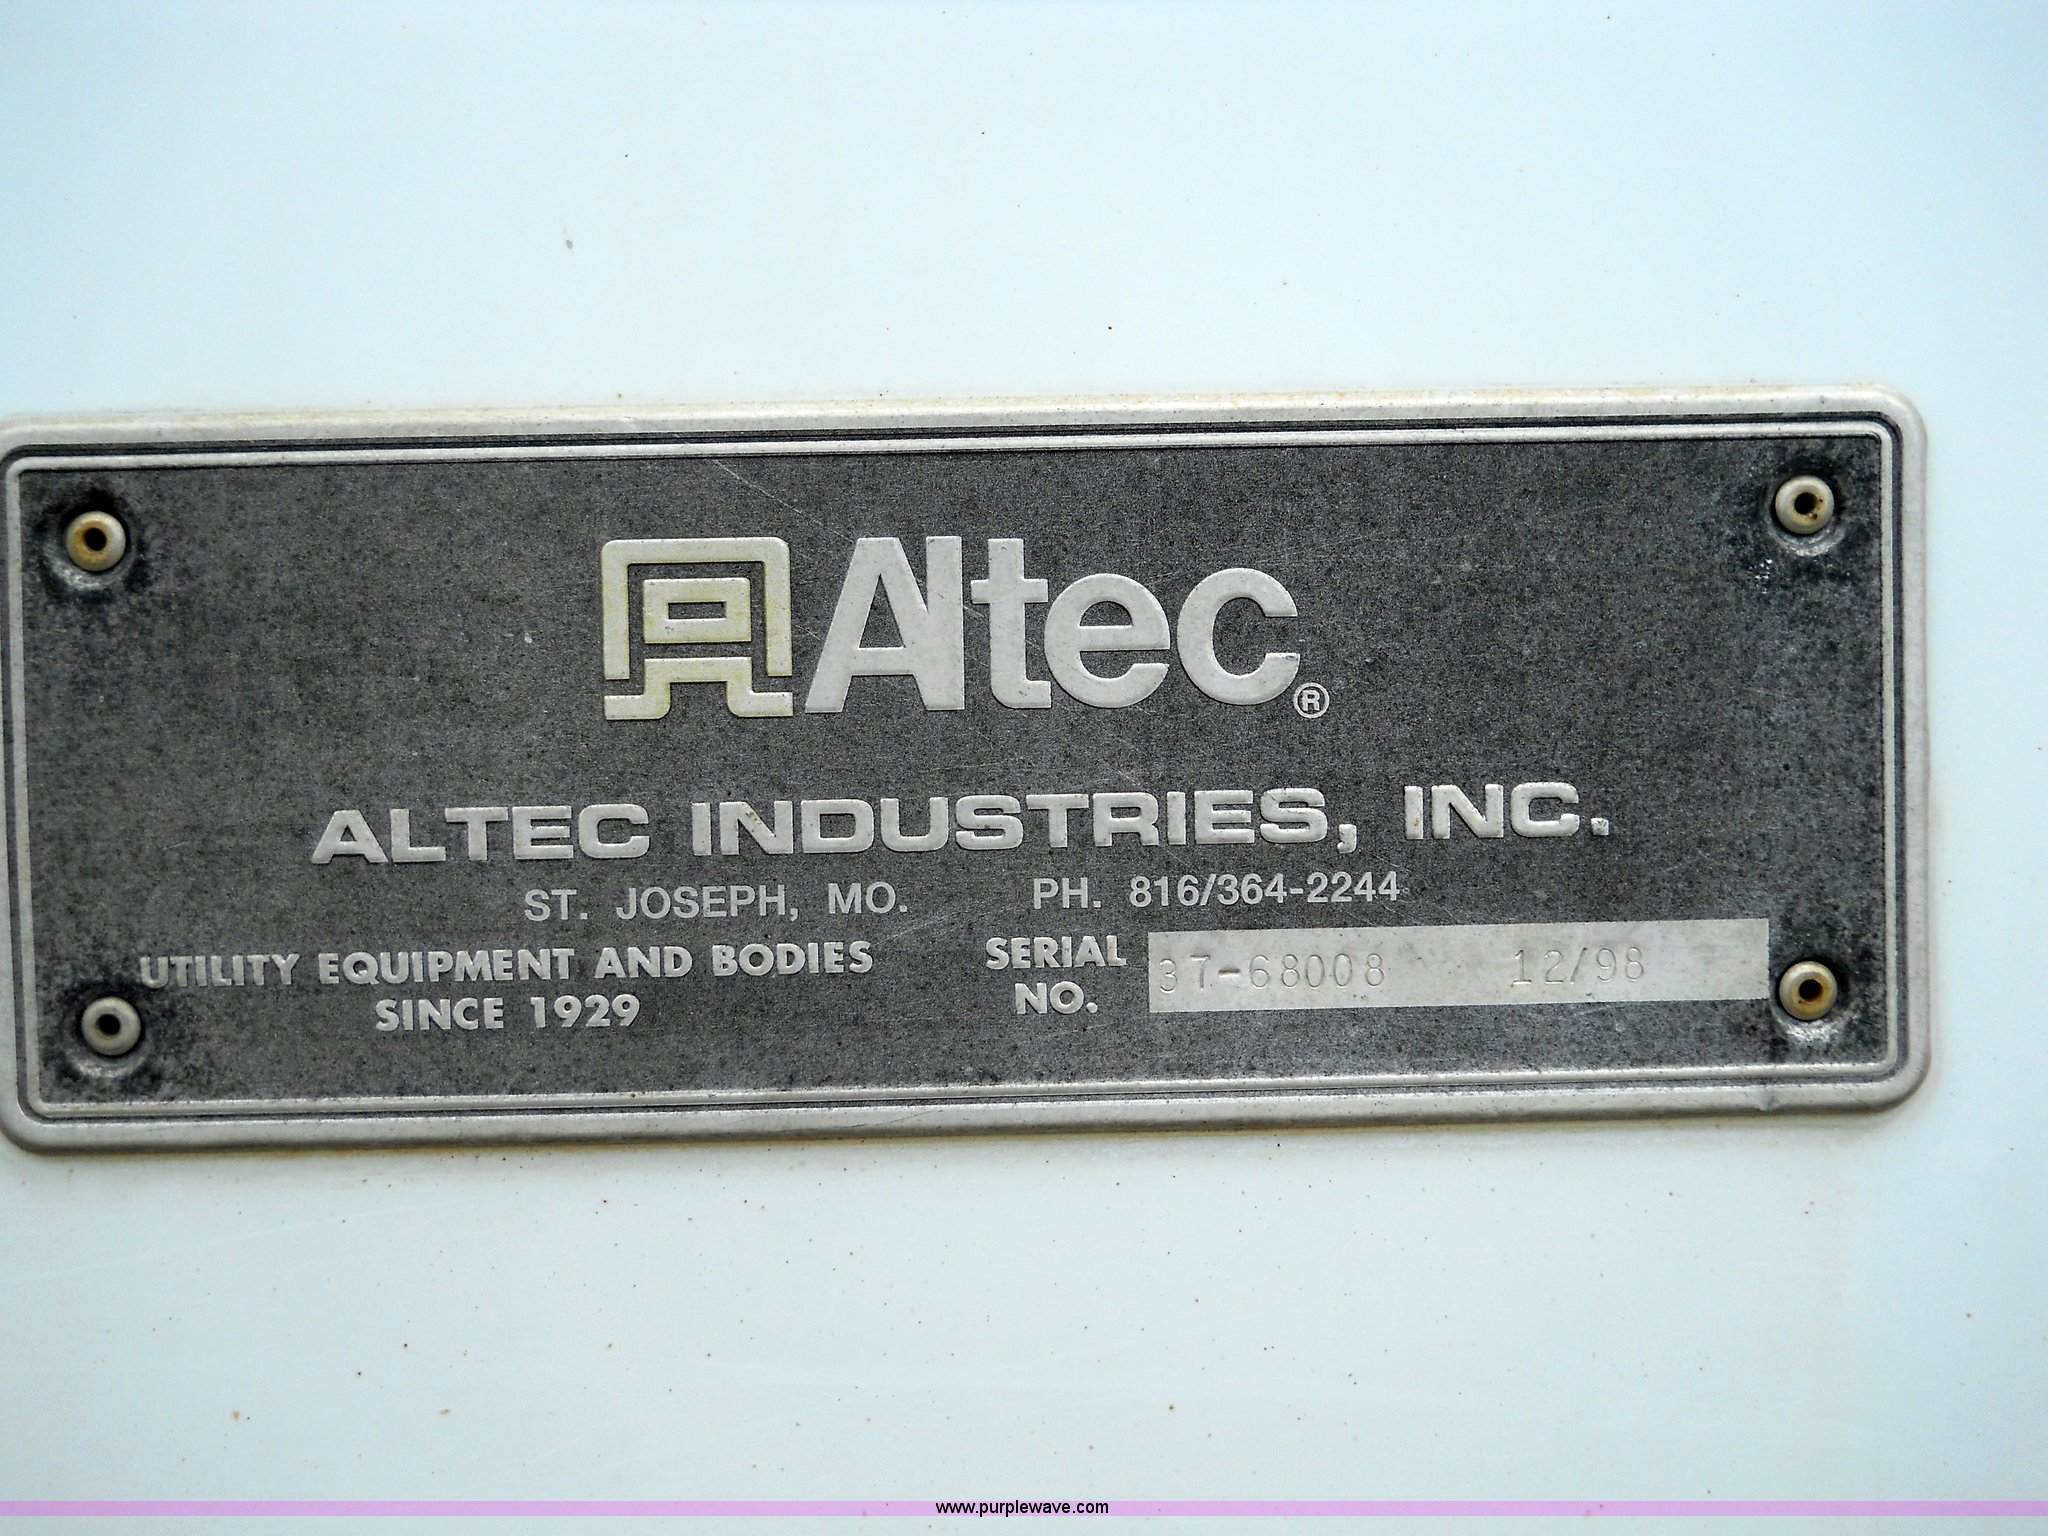 Altec®
ALTEC INDUSTRIES, INC.
ST. JOSEPH, MO. PH. 816/364-2244
UTILITY EQUIPMENT AND BODIES
SINCE 1929
SERIAL
NO.
37-68008 12/98
www.purplewave.com